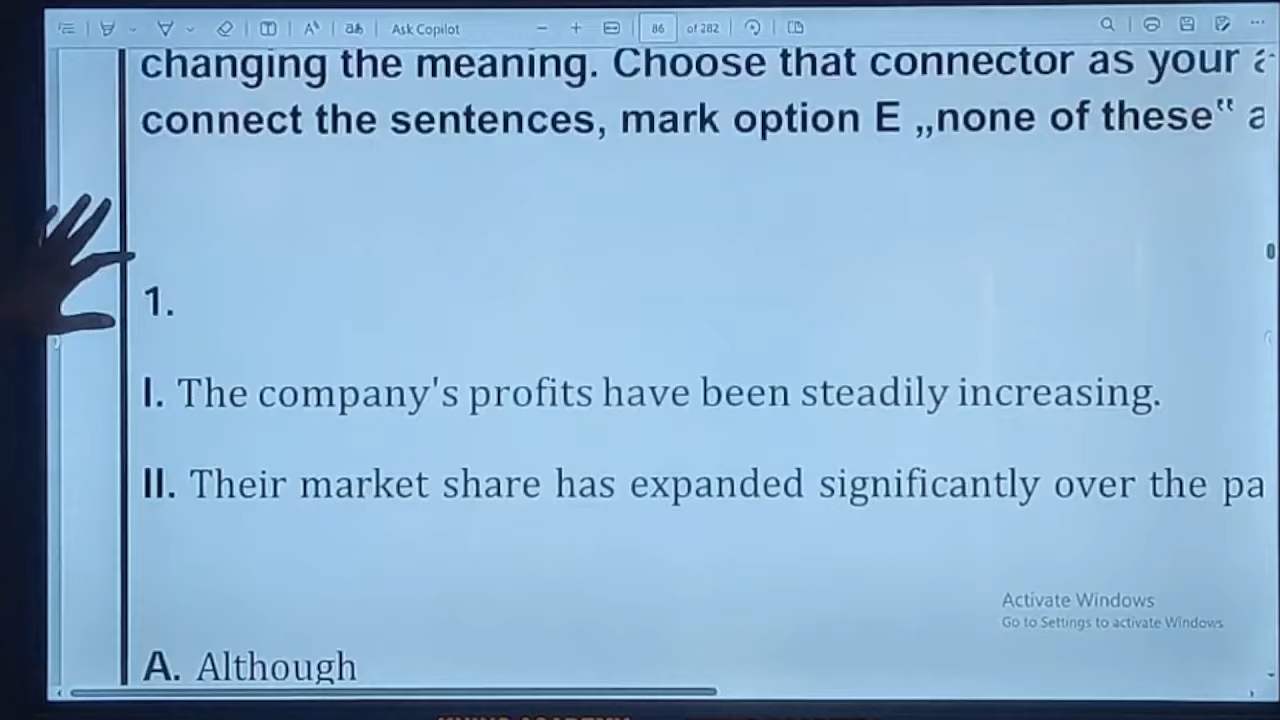 Ask Copilot
86 of 282
changing the meaning. Choose that connector as your
connect the sentences, mark option E „none of these‟ a
1.
I. The company's profits have been steadily increasing.
II. Their market share has expanded significantly over the pa
Activate Windows
Go to Settings to activate Windows
A. Although